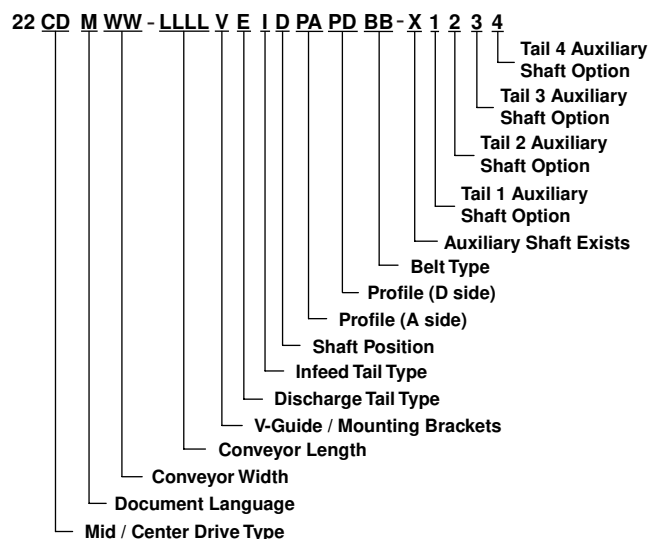 22 CD M WW - LLLL V E I D PA PD BB - X 1 2 3 4
Tail 4 Auxiliary
Shaft Option
Tail 3 Auxiliary
Shaft Option
Tail 2 Auxiliary
Shaft Option
Tail 1 Auxiliary
Shaft Option
Auxiliary Shaft Exists
Belt Type
Profile (D side)
Profile (A side)
Shaft Position
Infeed Tail Type
Discharge Tail Type
V-Guide / Mounting Brackets
Conveyor Length
Conveyor Width
Document Language
Mid / Center Drive Type